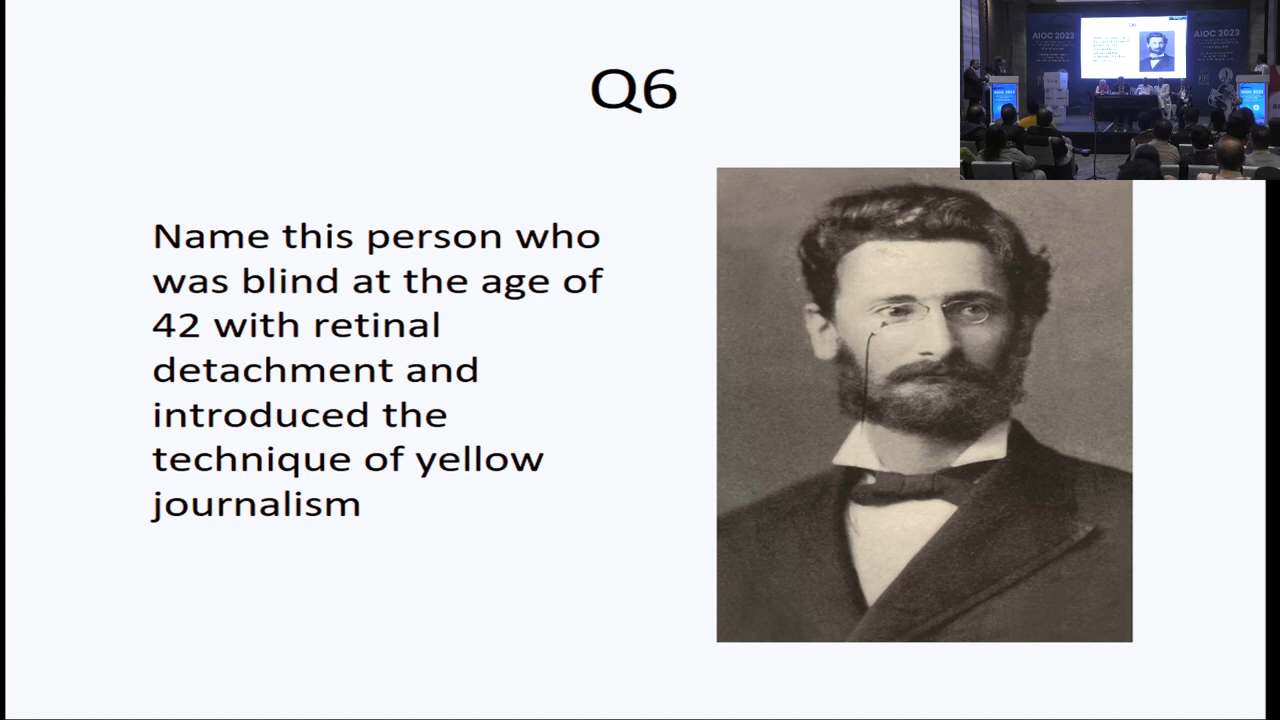 Q6
Name this person who
was blind at the age of
42 with retinal
detachment and
introduced the
technique of yellow
journalism
AIOC 2023
AIOC 2023